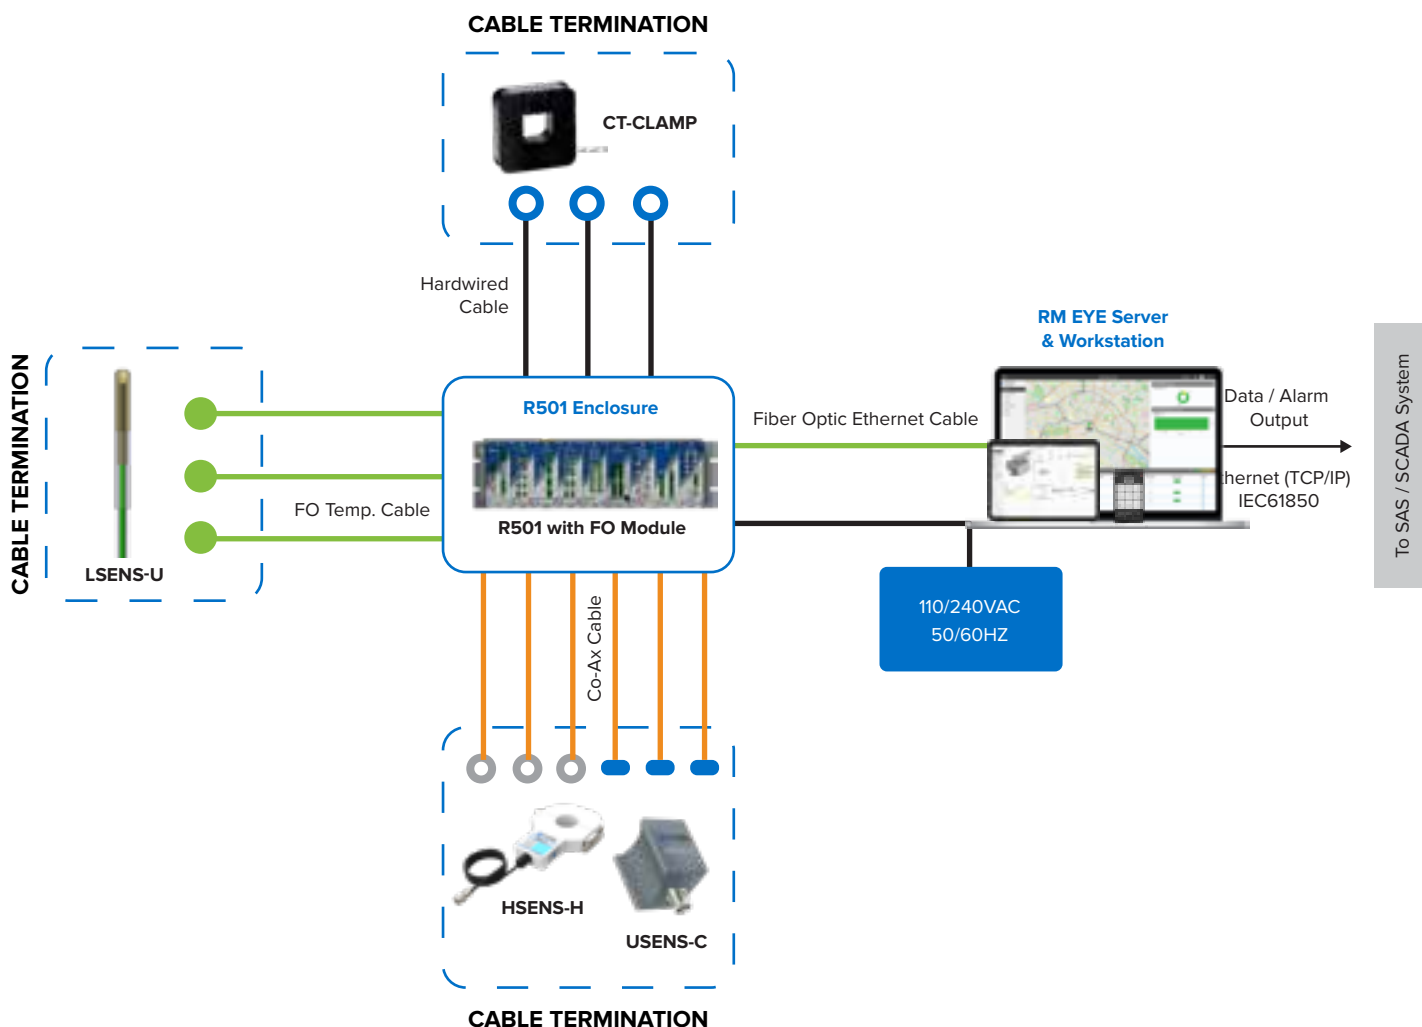 CABLE TERMINATION
CT-CLAMP
Hardwired
Cable
RM EYE Server
& Workstation
CABLE TERMINATION
LSENS-U
FO Temp. Cable
R501 Enclosure
R501 with FO Module
Fiber Optic Ethernet Cable
Data / Alarm
Output
hernet (TCP/IP)
IEC61850
To SAS / SCADA System
110/240VAC
50/60HZ
Co-Ax Cable
HSENS-H
USENS-C
CABLE TERMINATION